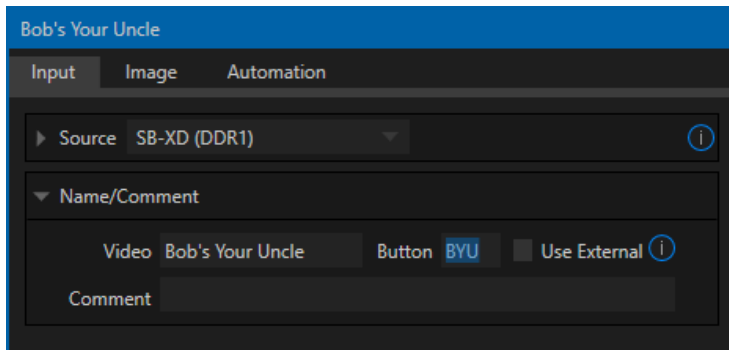 Bob's Your Uncle
Input Image Automation
Source SB-XD (DDR1)
Name/Comment
Video Bob's Your Uncle Button BYU Use External
Comment